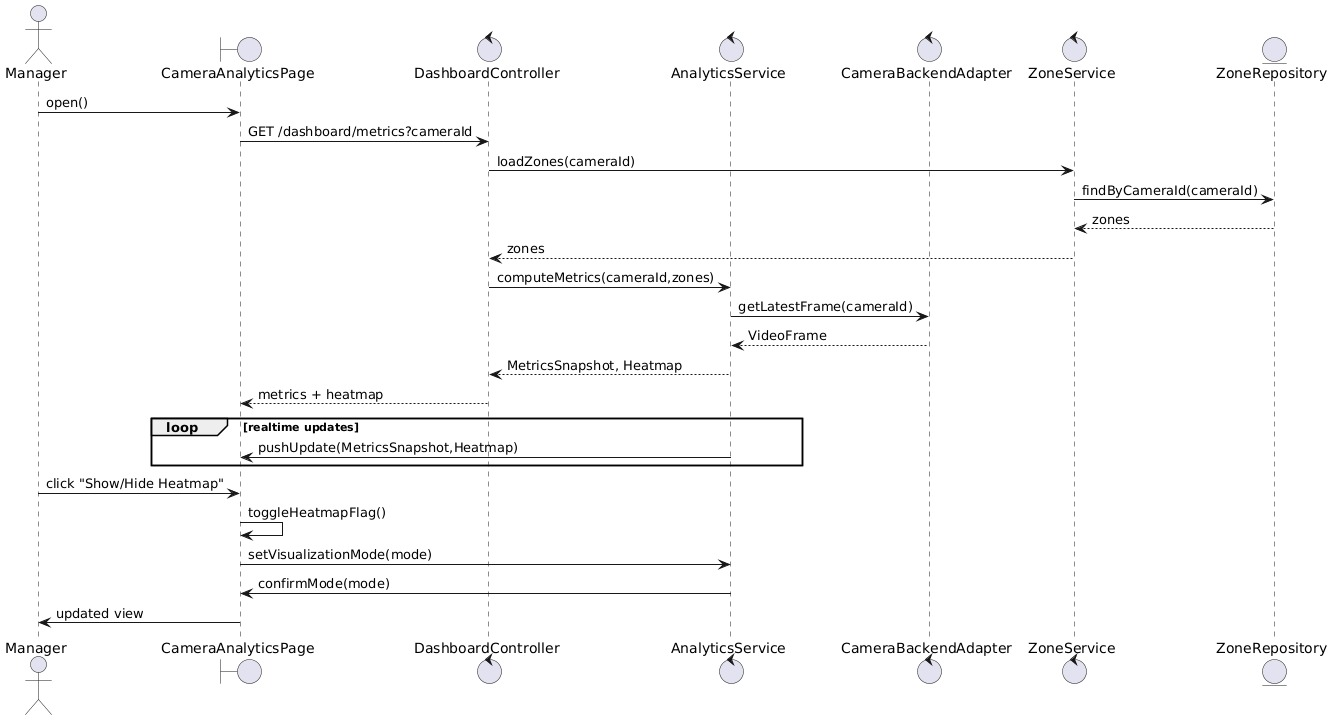 Manager
CameraAnalyticsPage
DashboardController
AnalyticsService
CameraBackendAdapter
ZoneService
ZoneRepository
open()
GET /dashboard/metrics?cameraId
loadZones(cameraId)
findByCameraId(cameraId)
zones
zones
computeMetrics(cameraId,zones)
getLatestFrame(cameraId)
VideoFrame
MetricsSnapshot, Heatmap
metrics + heatmap
loop
[realtime updates]
pushUpdate(MetricsSnapshot,Heatmap)
click "Show/Hide Heatmap"
toggleHeatmapFlag()
setVisualizationMode(mode)
confirmMode(mode)
updated view
Manager
CameraAnalyticsPage
DashboardController
AnalyticsService
CameraBackendAdapter
ZoneService
ZoneRepository